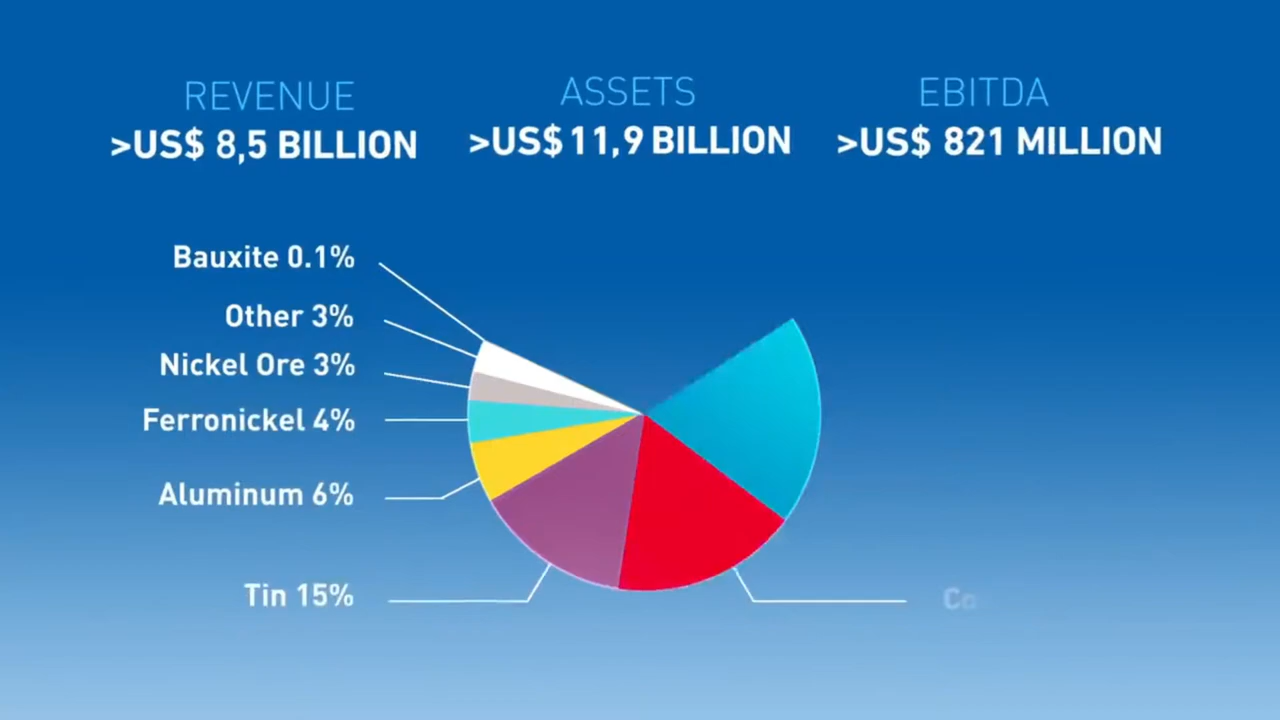 REVENUE
>US$ 8,5 BILLION
ASSETS
>US$ 11,9 BILLION
EBITDA
>US$ 821 MILLION
Bauxite 0.1%
Other 3%
Nickel Ore 3%
Ferronickel 4%
Aluminum 6%
Tin 15%